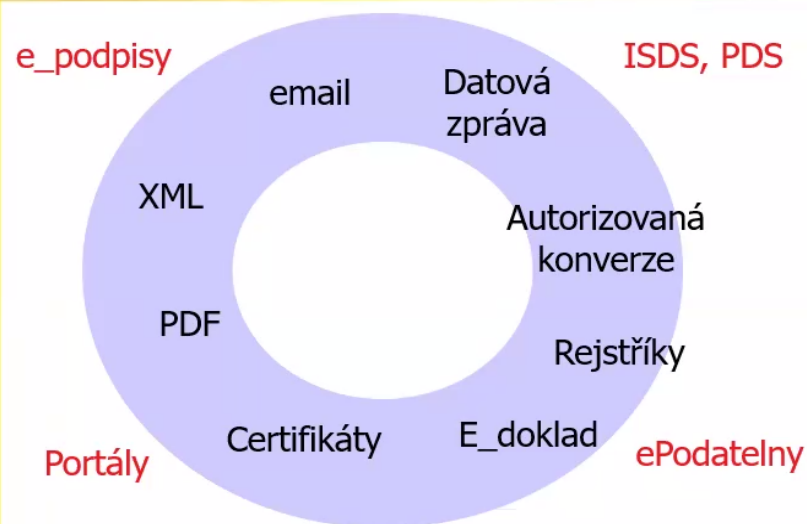 e_podpisy
ISDS, PDS
email
Datová
zpráva
XML
Autorizovaná
konverze
PDF
Rejstříky
Certifikáty
E_doklad
Portály
ePodatelny